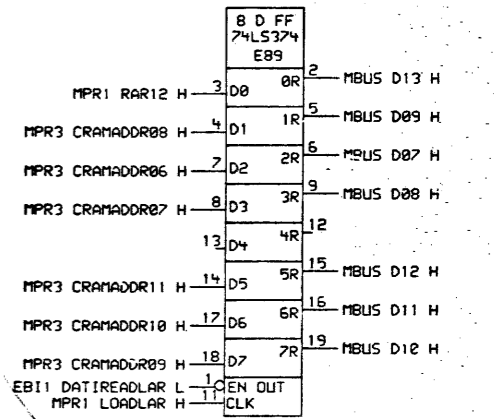 8 D FF
74LS374
E89
MPR1 RAR12 H 3 D0 0R 2 MBUS D13 H
MPR3 CRAMADDR08 H 4 D1 1R 5 MBUS D09 H
MPR3 CRAMADDR06 H 7 D2 2R 6 MBUS D07 H
MPR3 CRAMADDR07 H 8 D3 3R 9 MBUS D08 H
13 D4 4R 12
MPR3 CRAMADDR11 H 14 D5 5R 15 MBUS D12 H
MPR3 CRAMADDR10 H 17 D6 6R 16 MBUS D11 H
MPR3 CRAMADDR09 H 18 D7 7R 19 MBUS D10 H
EBI1 DATIREADLAR L 1 EN OUT
MPR1 LOADLAR H 11 CLK